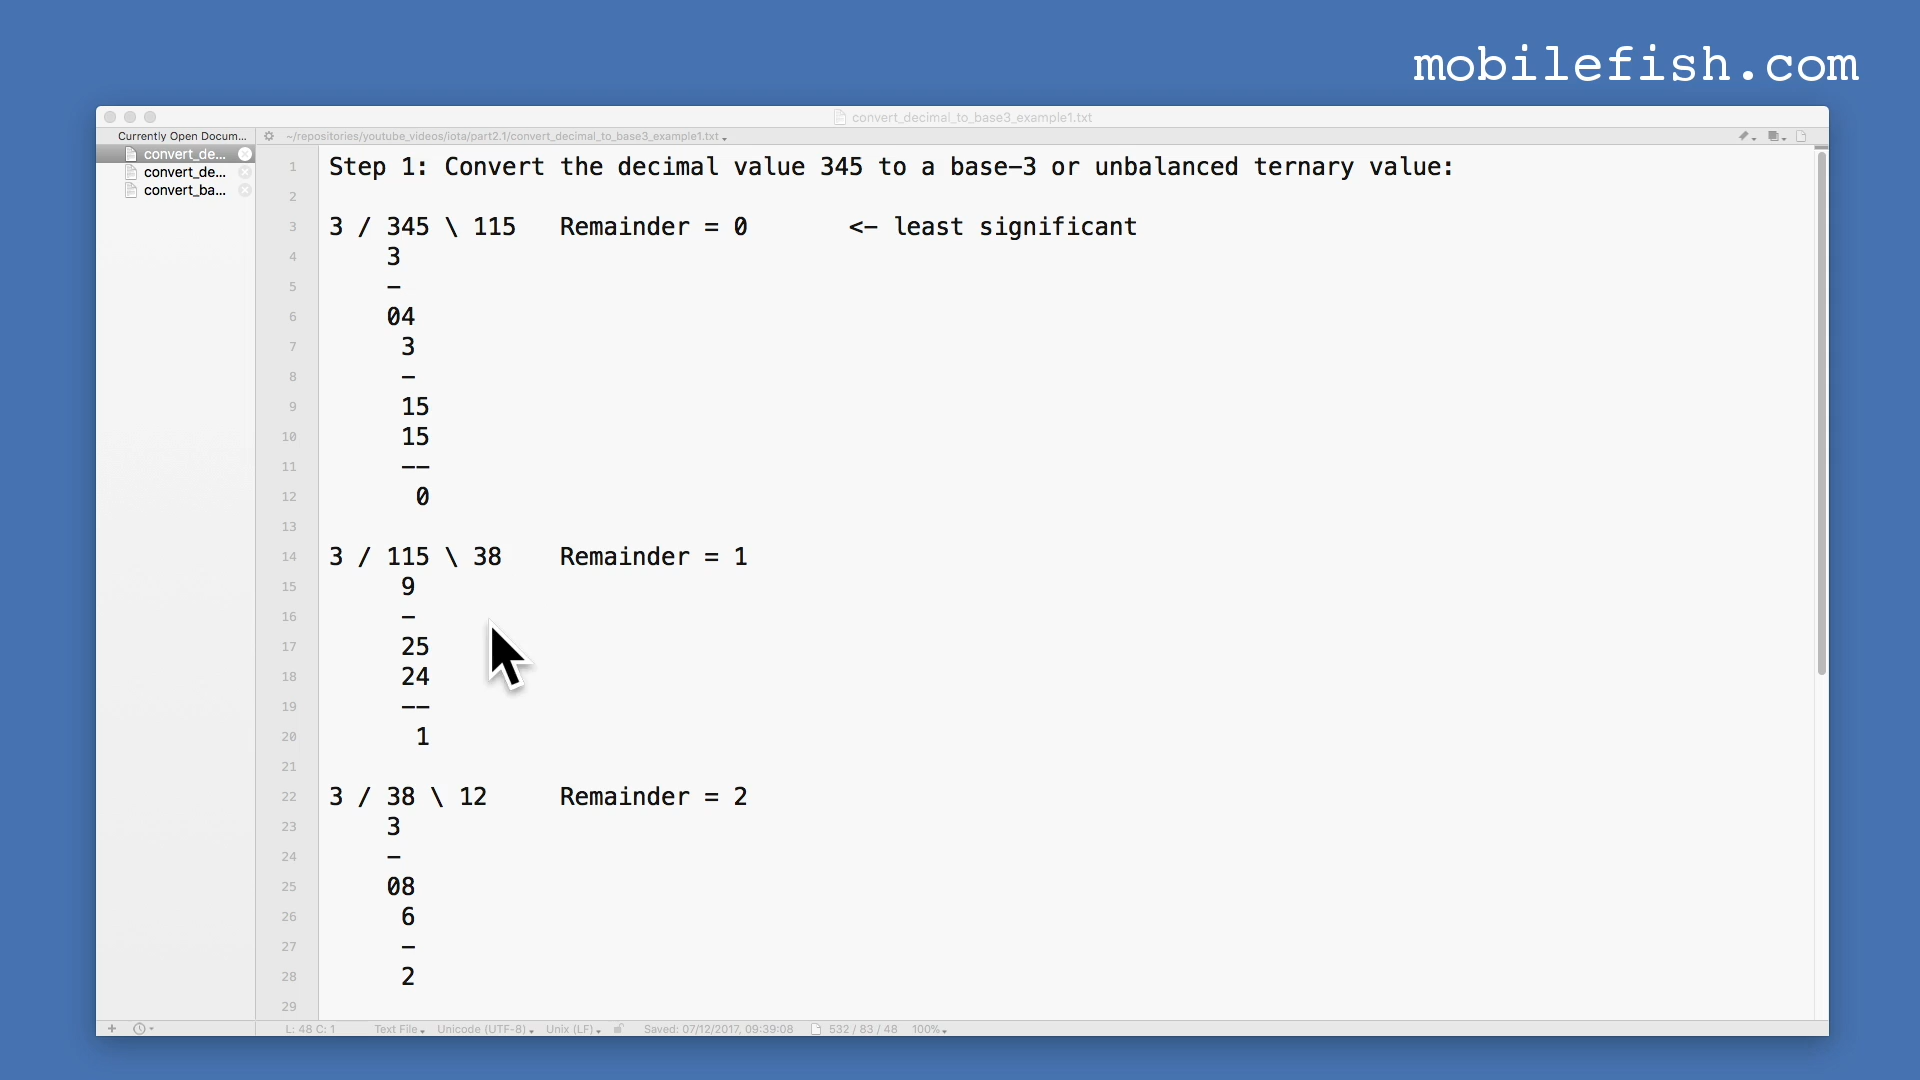 mobilefish.com
convert_decimal_to_base3_example1.txt
Currently Open Docum...
~/repositories/youtube_videos/iota/part2.1/convert_decimal_to_base3_example1.txt
convert_de...
convert_de...
convert_ba...
1 Step 1: Convert the decimal value 345 to a base-3 or unbalanced ternary value:
2
3 3 / 345 \ 115 Remainder = 0 <- least significant
4 3
5 -
6 04
7 3
8 -
9 15
10 15
11 --
12 0
13
14 3 / 115 \ 38 Remainder = 1
15 9
16 -
17 25
18 24
19 --
20 1
21
22 3 / 38 \ 12 Remainder = 2
23 3
24 -
25 08
26 6
27 -
28 2
29
L: 48 C: 1 Text File Unicode (UTF-8) Unix (LF) Saved: 07/12/2017, 09:39:08 532 / 83 / 48 100%